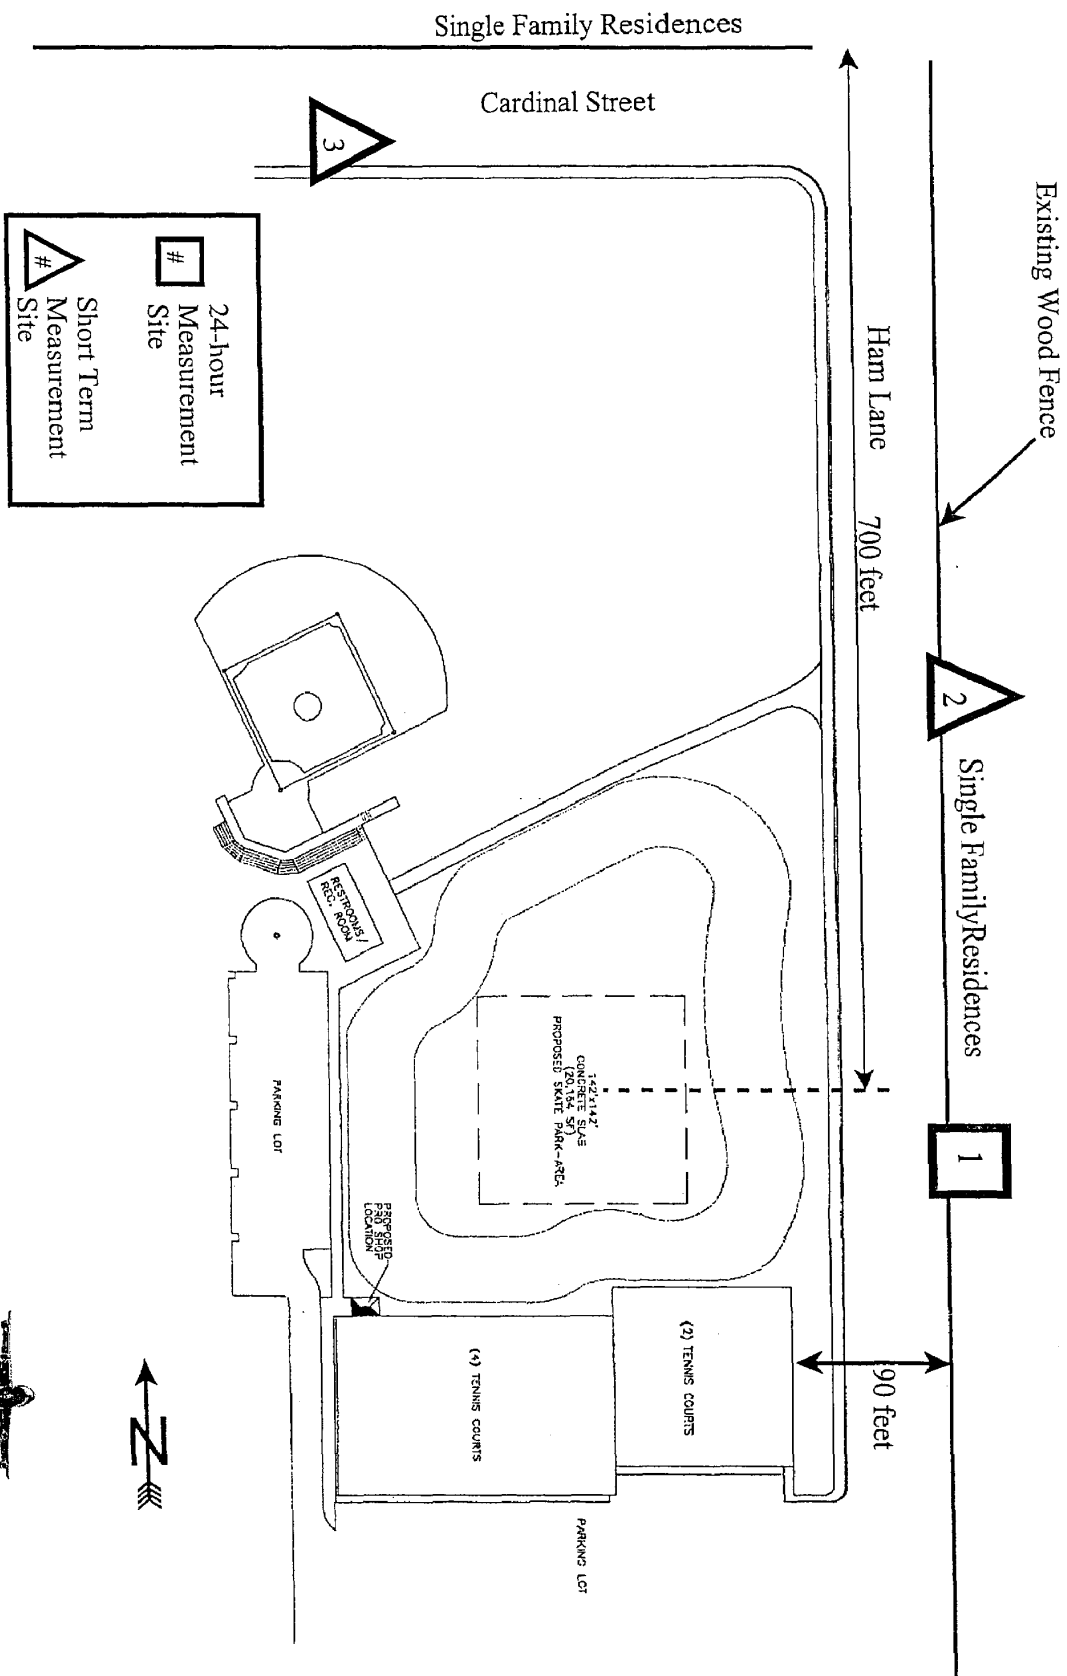 Single Family Residences
Cardinal Street
Existing Wood Fence
Ham Lane
700 feet
3
2
Single FamilyResidences
1
#
24-hour
Measurement
Site
#
Short Term
Measurement
Site
RESTROOMS/
REC. ROOM
142'x142'
CONCRETE SLAB
(20,164 SF)
PROPOSED SKATE PARK-AREA
PARKING LOT
PROPOSED
PRO SHOP
LOCATION
(2) TENNIS COURTS
(4) TENNIS COURTS
90 feet
PARKING LOT
N